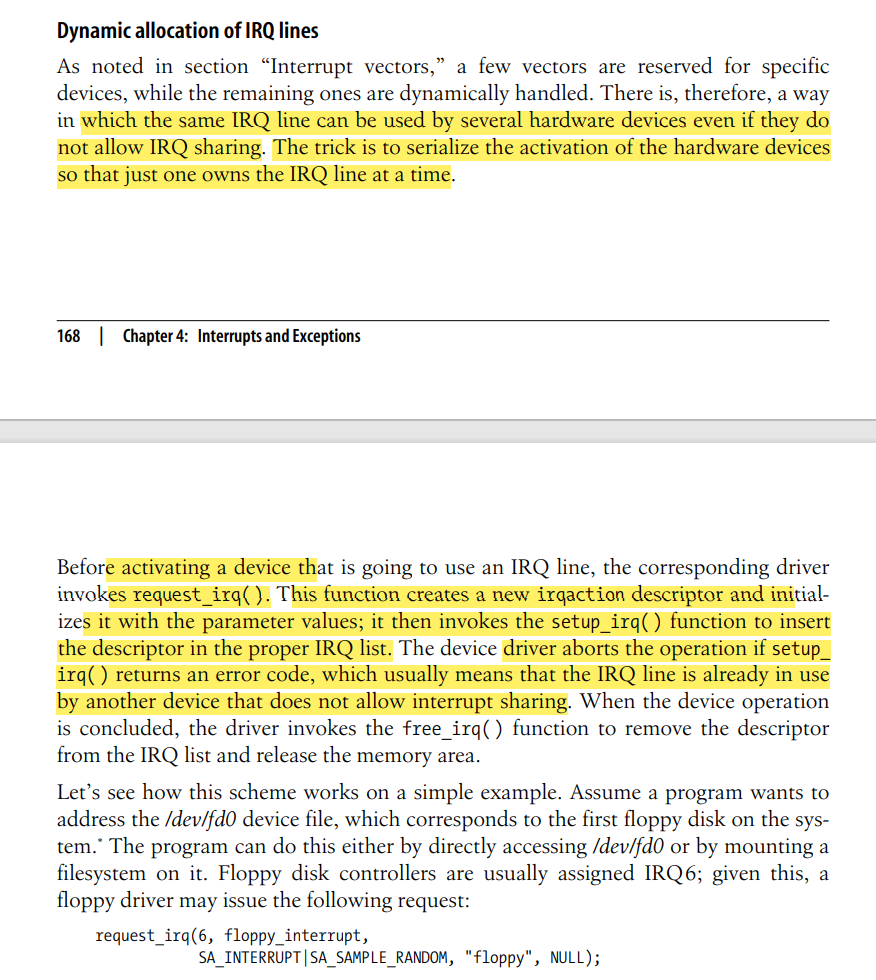 Dynamic allocation of IRQ lines
As noted in section “Interrupt vectors,” a few vectors are reserved for specific
devices, while the remaining ones are dynamically handled. There is, therefore, a way
in which the same IRQ line can be used by several hardware devices even if they do
not allow IRQ sharing. The trick is to serialize the activation of the hardware devices
so that just one owns the IRQ line at a time.
168 | Chapter 4: Interrupts and Exceptions
Before activating a device that is going to use an IRQ line, the corresponding driver
invokes request_irq(). This function creates a new irqaction descriptor and initial-
izes it with the parameter values; it then invokes the setup_irq() function to insert
the descriptor in the proper IRQ list. The device driver aborts the operation if setup_
irq() returns an error code, which usually means that the IRQ line is already in use
by another device that does not allow interrupt sharing. When the device operation
is concluded, the driver invokes the free_irq() function to remove the descriptor
from the IRQ list and release the memory area.
Let’s see how this scheme works on a simple example. Assume a program wants to
address the /dev/fd0 device file, which corresponds to the first floppy disk on the sys-
tem.* The program can do this either by directly accessing /dev/fd0 or by mounting a
filesystem on it. Floppy disk controllers are usually assigned IRQ6; given this, a
floppy driver may issue the following request:
request_irq(6, floppy_interrupt,
SA_INTERRUPT|SA_SAMPLE_RANDOM, "floppy", NULL);